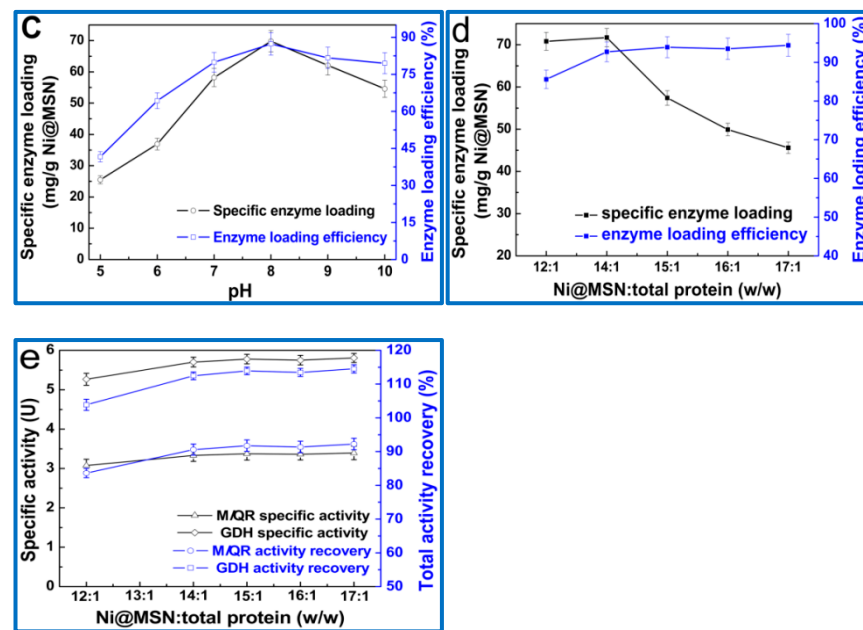 c
Specific enzyme loading
(mg/g Ni@MSN)
80
70
60
50
40
30
20
10
0
90
75
60
45
30
15
0
Enzyme loading efficiency (%)
Specific enzyme loading
Enzyme loading efficiency
5 6 7 8 9 10
pH
d
Specific enzyme loading
(mg/g Ni@MSN)
70
60
50
40
30
20
100
90
80
70
60
50
40
Enzyme loding efficiency (%)
specific enzyme loading
enzyme loading efficiency
12:1 14:1 15:1 16:1 17:1
Ni@MSN:total protein (w/w)
e
Specific activity (U)
6
5
4
3
2
1
0
120
110
100
90
80
70
60
50
Total activity recovery (%)
M/QR specific activity
GDH specific activity
M/QR activity recovery
GDH activity recovery
12:1 13:1 14:1 15:1 16:1 17:1
Ni@MSN:total protein (w/w)